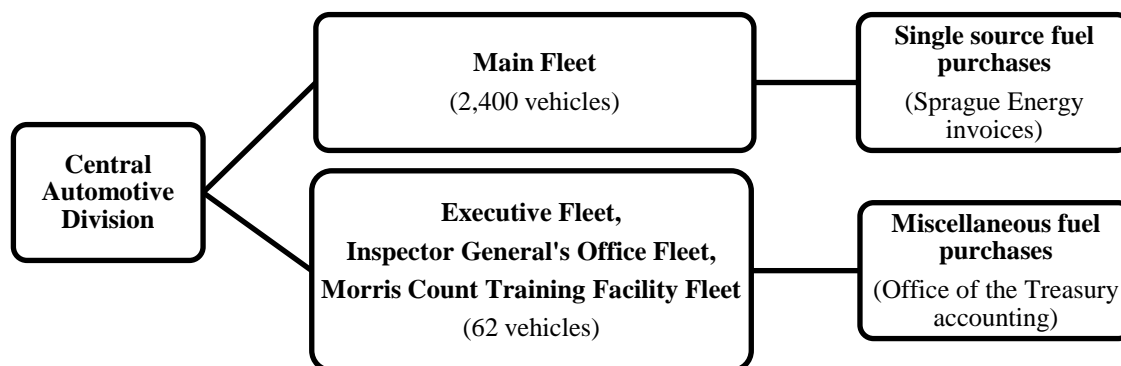 Central
Automotive
Division
Main Fleet
(2,400 vehicles)
Single source fuel
purchases
(Sprague Energy
invoices)
Executive Fleet,
Inspector General's Office Fleet,
Morris Count Training Facility Fleet
(62 vehicles)
Miscellaneous fuel
purchases
(Office of the Treasury
accounting)